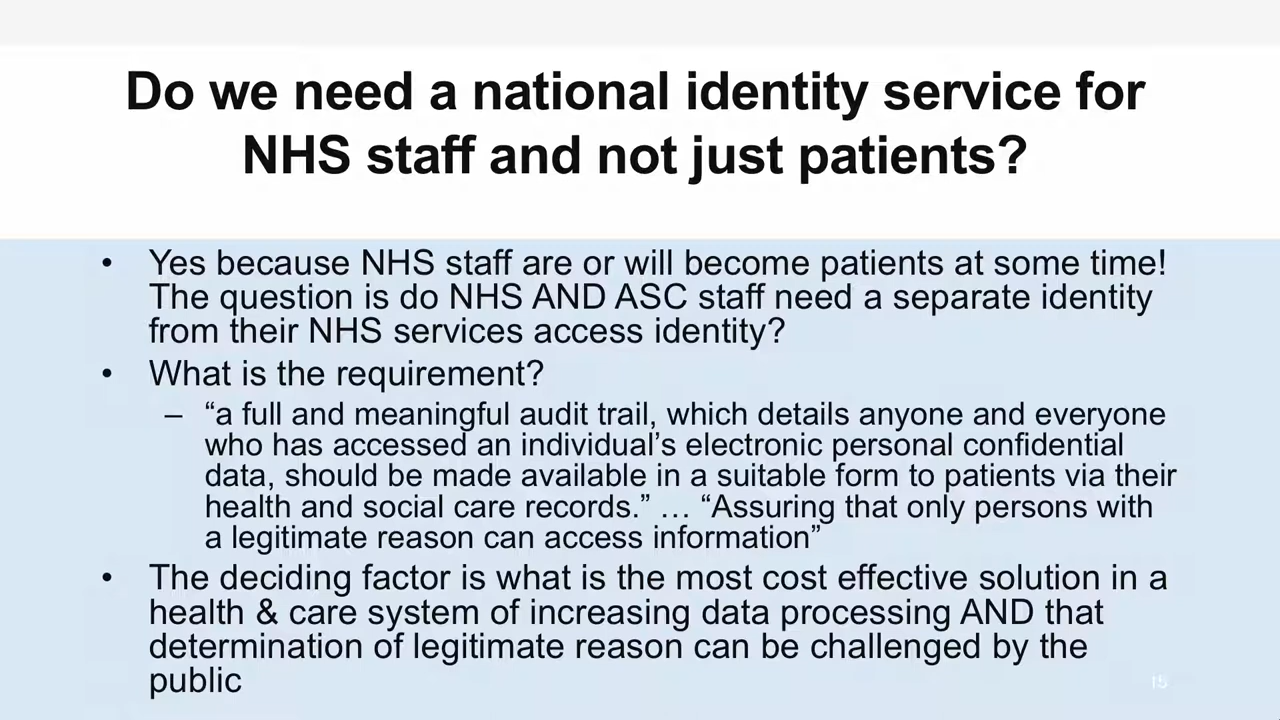 Do we need a national identity service for
NHS staff and not just patients?
• Yes because NHS staff are or will become patients at some time!
The question is do NHS AND ASC staff need a separate identity
from their NHS services access identity?
• What is the requirement?
– “a full and meaningful audit trail, which details anyone and everyone
who has accessed an individual’s electronic personal confidential
data, should be made available in a suitable form to patients via their
health and social care records.” … “Assuring that only persons with
a legitimate reason can access information”
• The deciding factor is what is the most cost effective solution in a
health & care system of increasing data processing AND that
determination of legitimate reason can be challenged by the
public
15